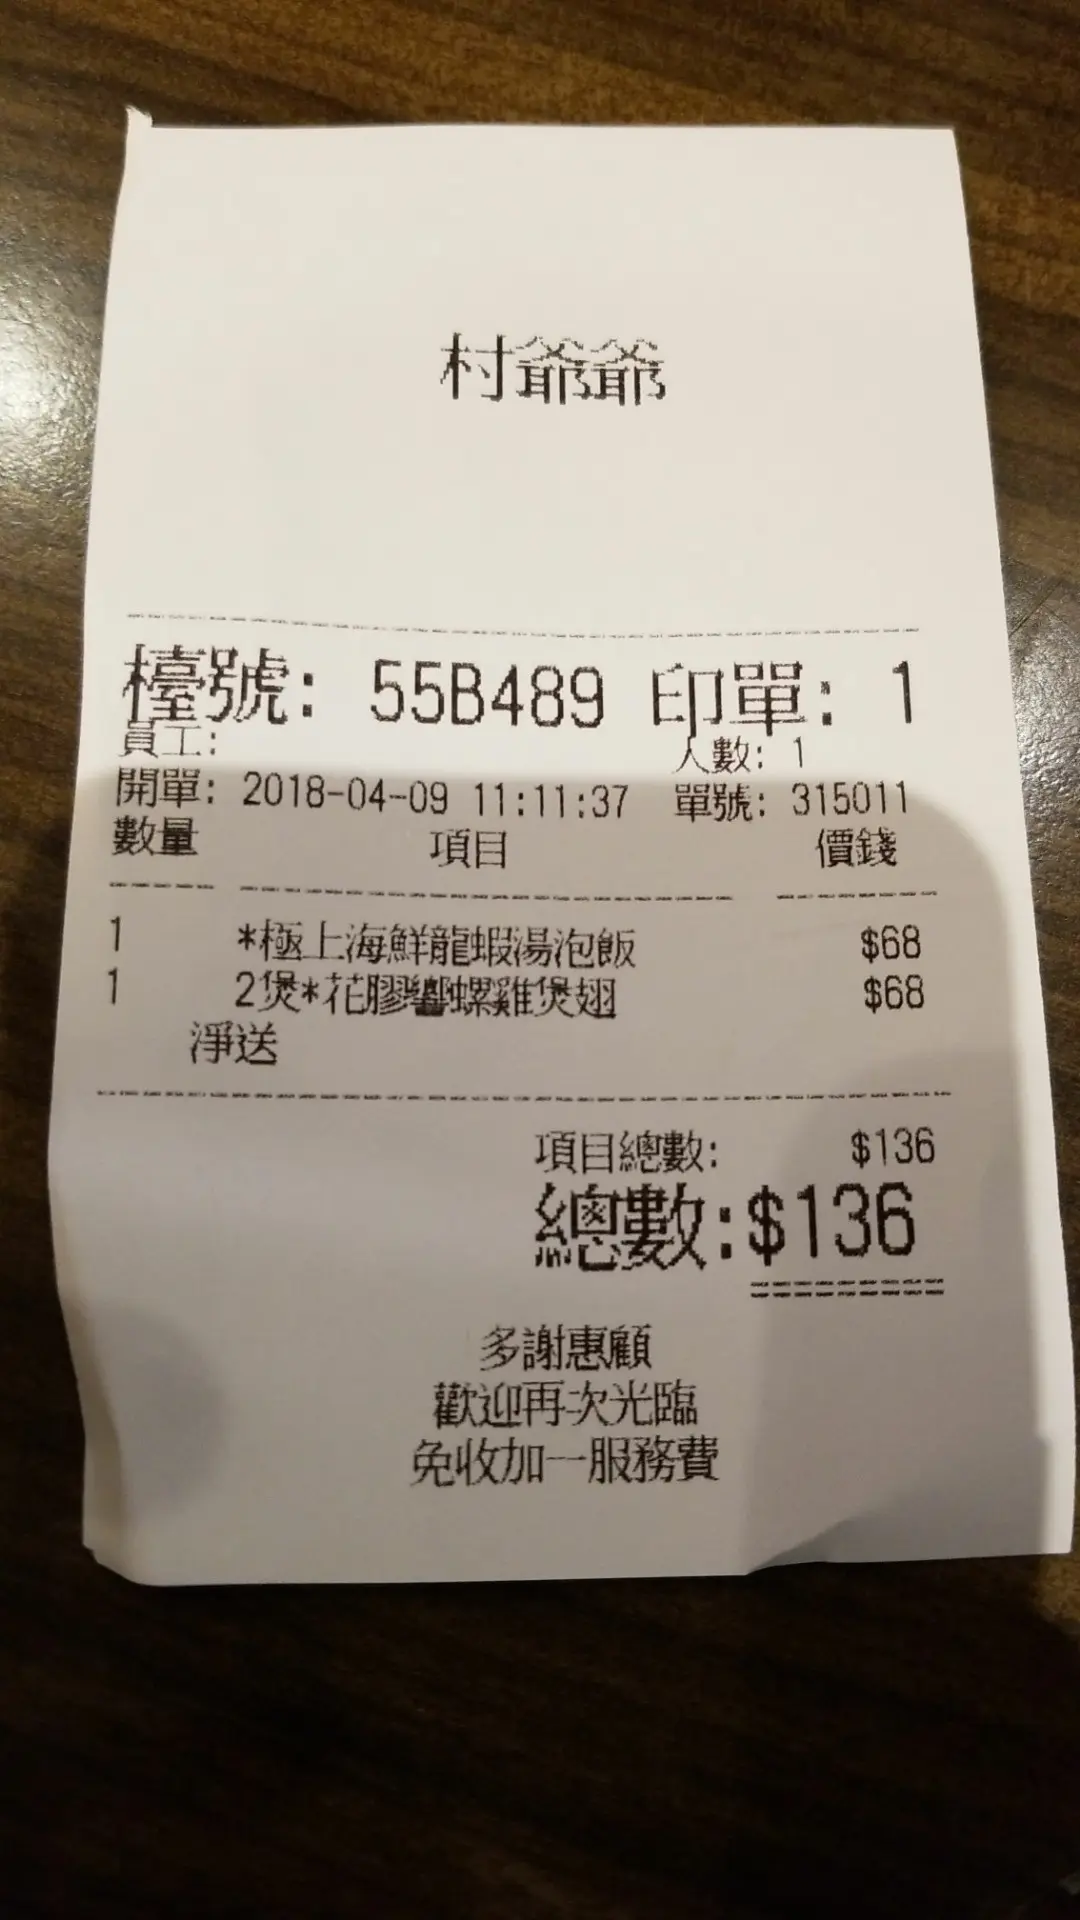 村爺爺
檯號: 55B489 印單: 1
員工: 人數: 1
開單: 2018-04-09 11:11:37 單號: 315011
數量 項目 價錢
1 *極上海鮮龍蝦湯泡飯 $68
1 2煲*花膠響螺雞煲翅 $68
淨送
項目總數: $136
總數:$136
多謝惠顧
歡迎再次光臨
免收加一服務費